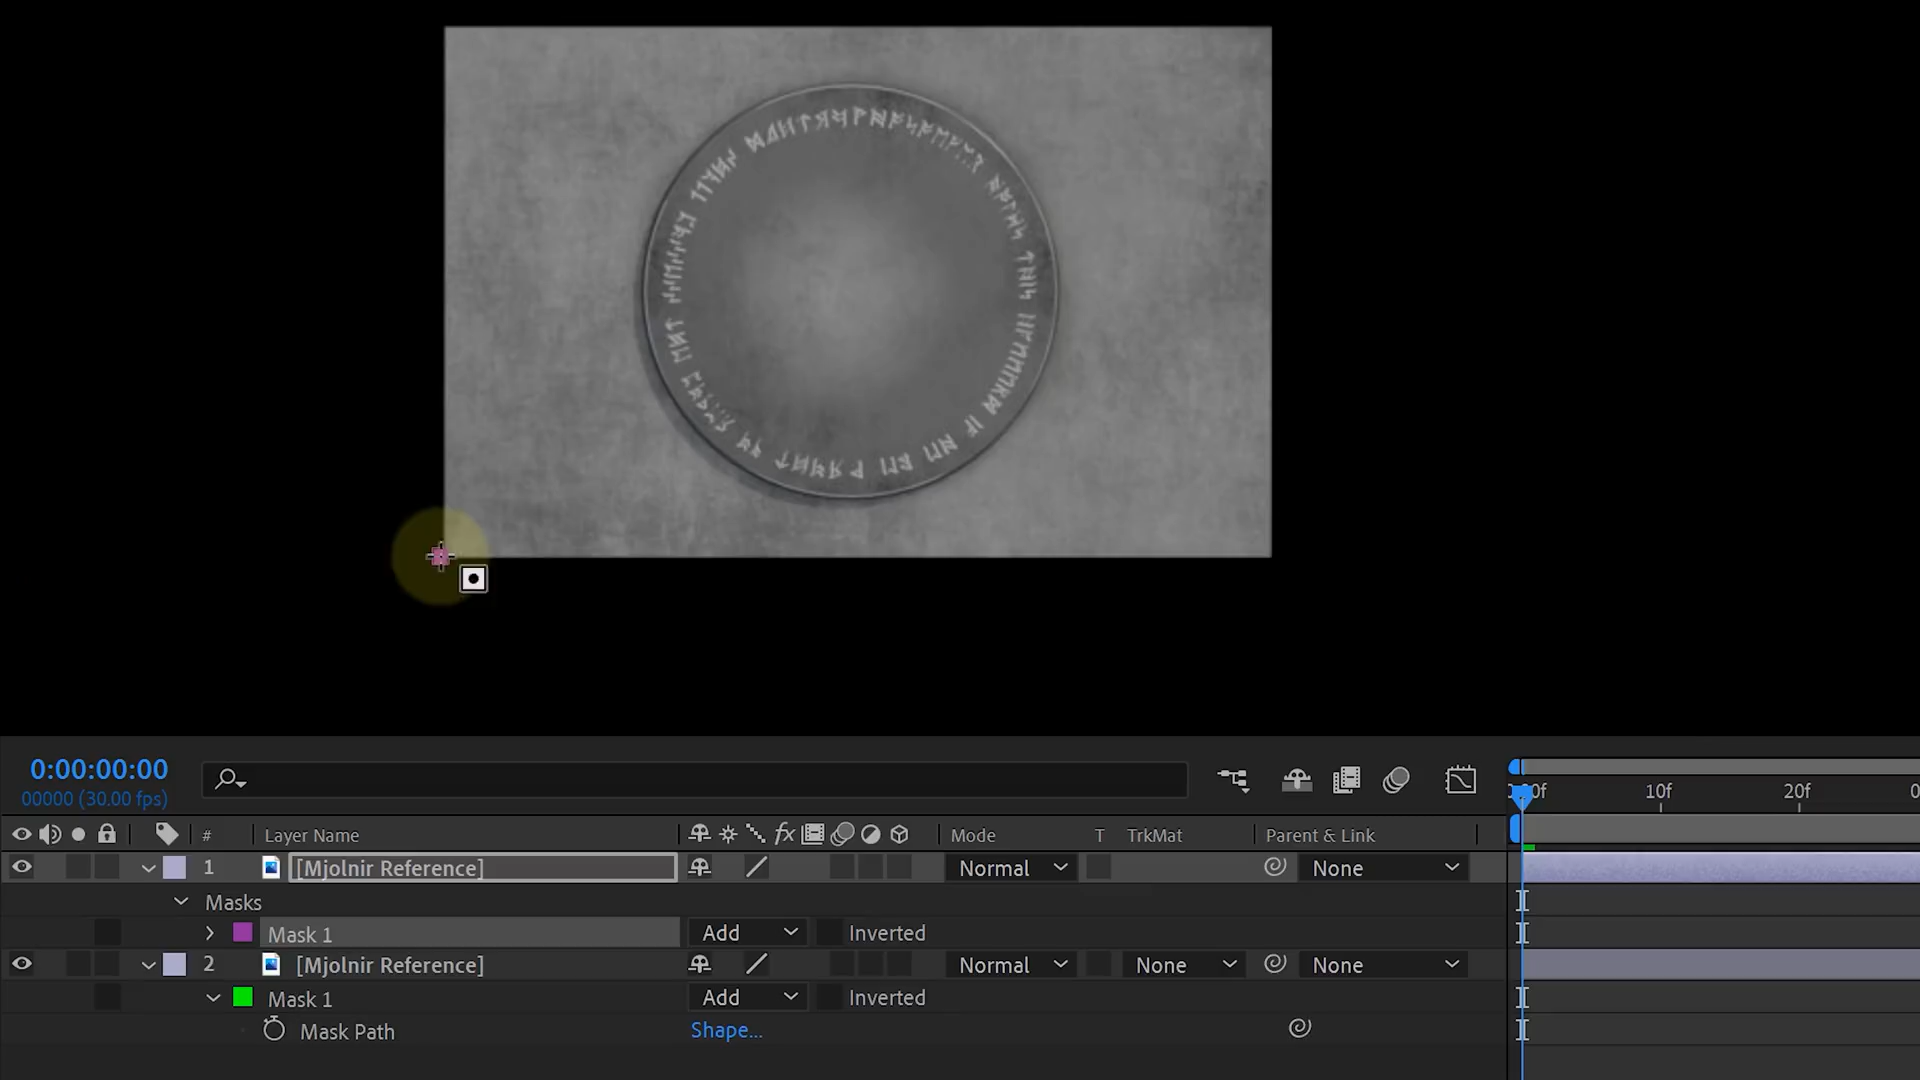 0:00:00:00
00000 (30.00 fps)
10f
20f
#
Layer Name
fx
Mode
T
TrkMat
Parent & Link
1
[Mjolnir Reference]
Normal
None
Masks
Mask 1
Add
Inverted
2
[Mjolnir Reference]
Normal
None
None
Mask 1
Add
Inverted
Mask Path
Shape...